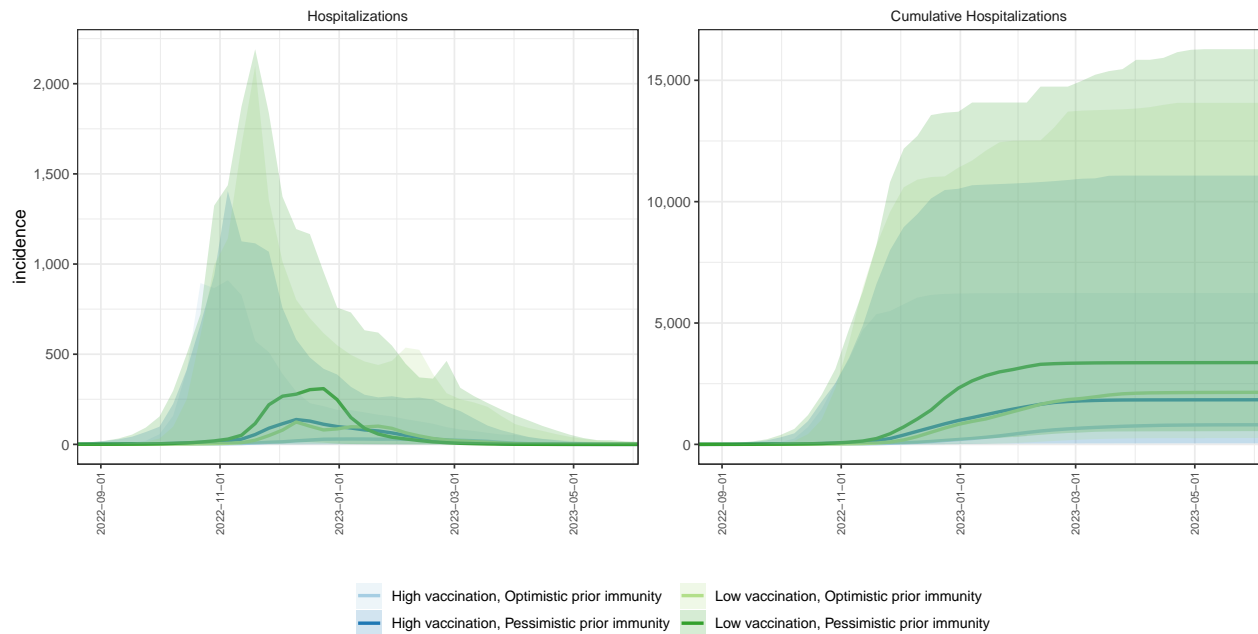 Hospitalizations
Cumulative Hospitalizations
incidence
2,000
1,500
1,000
500
0
15,000
10,000
5,000
0
2022−09−01
2022−11−01
2023−01−01
2023−03−01
2023−05−01
2022−09−01
2022−11−01
2023−01−01
2023−03−01
2023−05−01
High vaccination, Optimistic prior immunity
Low vaccination, Optimistic prior immunity
High vaccination, Pessimistic prior immunity
Low vaccination, Pessimistic prior immunity